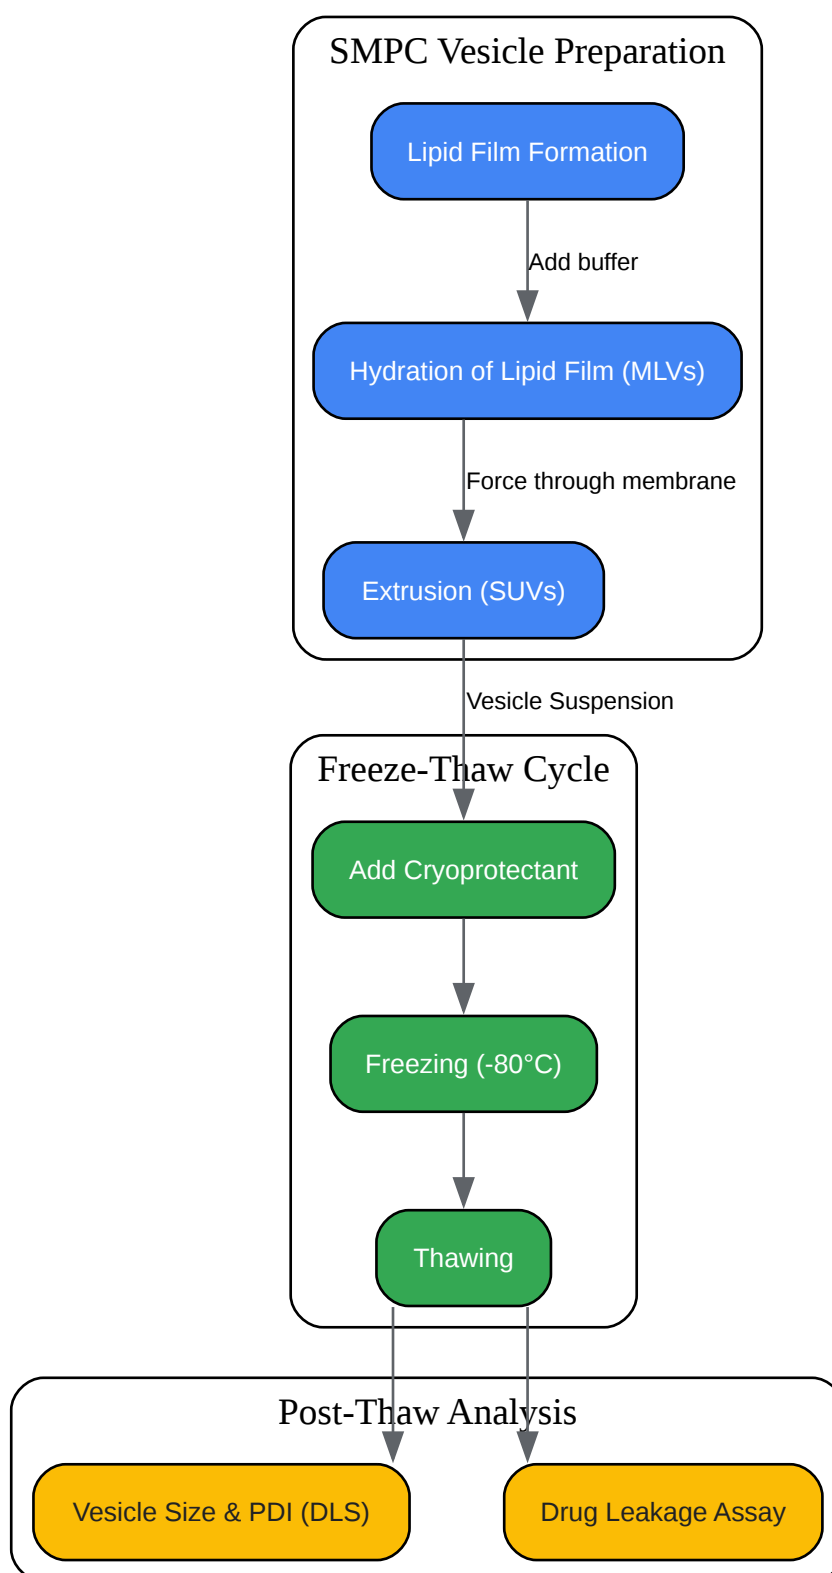 SMPC Vesicle Preparation
Lipid Film Formation
Add buffer
Hydration of Lipid Film (MLVs)
Force through membrane
Extrusion (SUVs)
Vesicle Suspension
Freeze-Thaw Cycle
Add Cryoprotectant
Freezing (-80°C)
Thawing
Post-Thaw Analysis
Vesicle Size & PDI (DLS)
Drug Leakage Assay